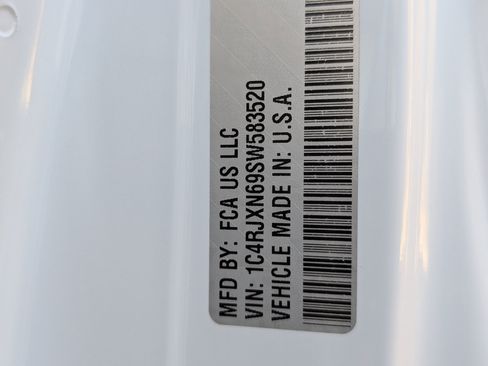 MFD BY: FCA US LLC
VIN: 1C4RJXN69SW583520
VEHICLE MADE IN: U.S.A.